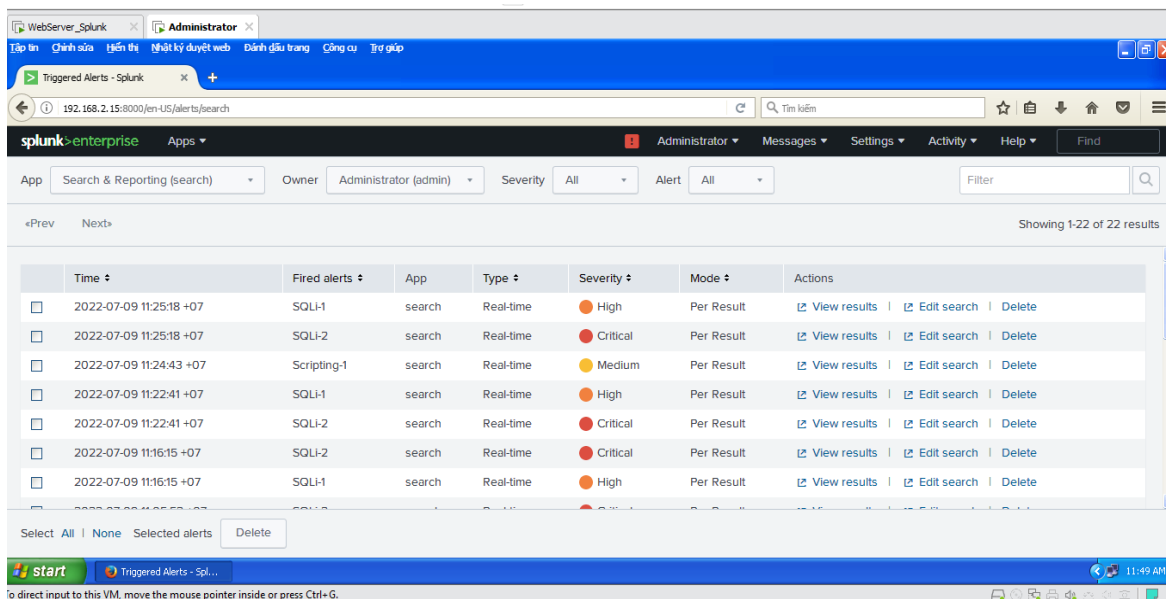 WebServer_Splunk Administrator
Tập tin Chỉnh sửa Hiển thị Nhật ký duyệt web Đánh dấu trang Công cụ Trợ giúp
Triggered Alerts - Splunk
192.168.2.15:8000/en-US/alerts/search Tìm kiếm
splunk>enterprise Apps Administrator Messages Settings Activity Help Find
App Search & Reporting (search) Owner Administrator (admin) Severity All Alert All Filter
«Prev Next» Showing 1-22 of 22 results
Time Fired alerts App Type Severity Mode Actions
2022-07-09 11:25:18 +07 SQLi-1 search Real-time High Per Result View results | Edit search | Delete
2022-07-09 11:25:18 +07 SQLi-2 search Real-time Critical Per Result View results | Edit search | Delete
2022-07-09 11:24:43 +07 Scripting-1 search Real-time Medium Per Result View results | Edit search | Delete
2022-07-09 11:22:41 +07 SQLi-1 search Real-time High Per Result View results | Edit search | Delete
2022-07-09 11:22:41 +07 SQLi-2 search Real-time Critical Per Result View results | Edit search | Delete
2022-07-09 11:16:15 +07 SQLi-2 search Real-time Critical Per Result View results | Edit search | Delete
2022-07-09 11:16:15 +07 SQLi-1 search Real-time High Per Result View results | Edit search | Delete
Select All | None Selected alerts Delete
start Triggered Alerts - Spl... 11:49 AM
To direct input to this VM, move the mouse pointer inside or press Ctrl+G.